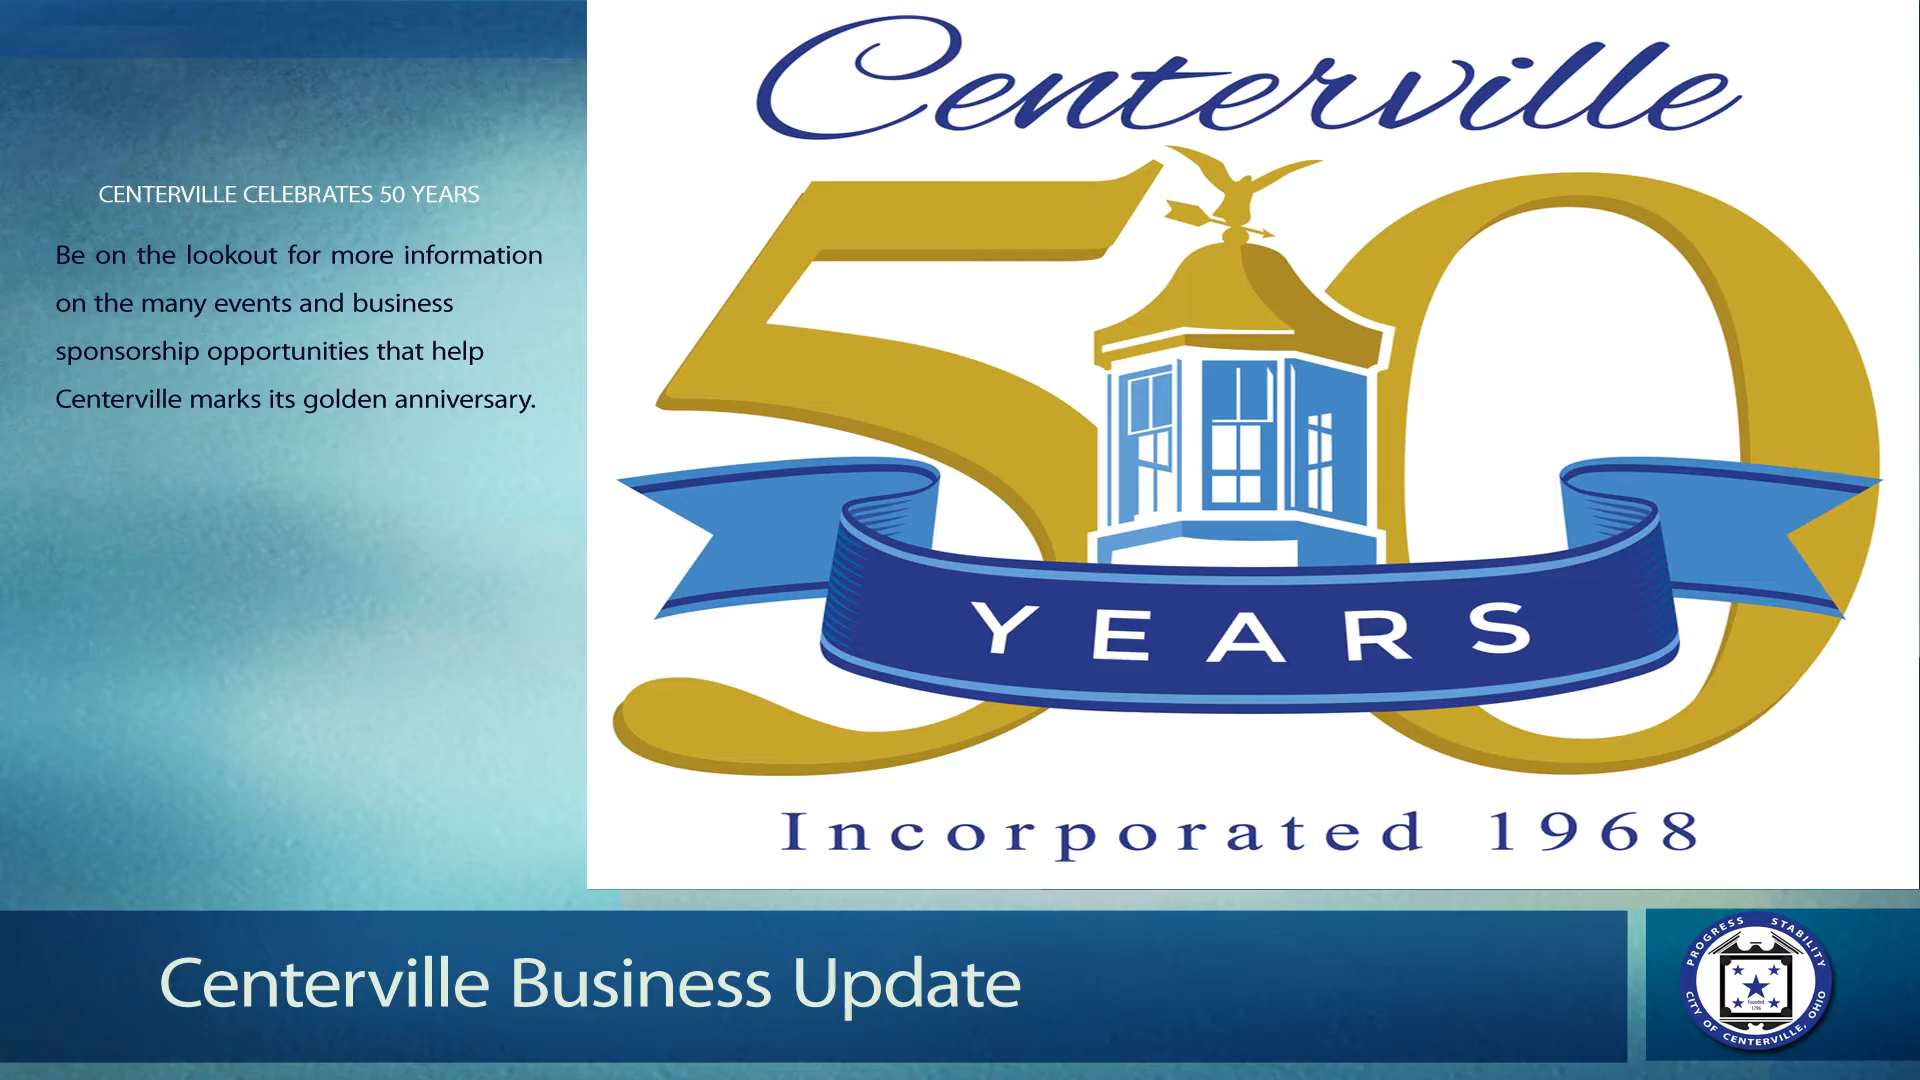 CENTERVILLE CELEBRATES 50 YEARS
Be on the lookout for more information
on the many events and business
sponsorship opportunities that help
Centerville marks its golden anniversary.
Centerville
50
YEARS
Incorporated 1968
Centerville Business Update
PROGRESS STABILITY
Founded
1796
CITY OF CENTERVILLE, OHIO